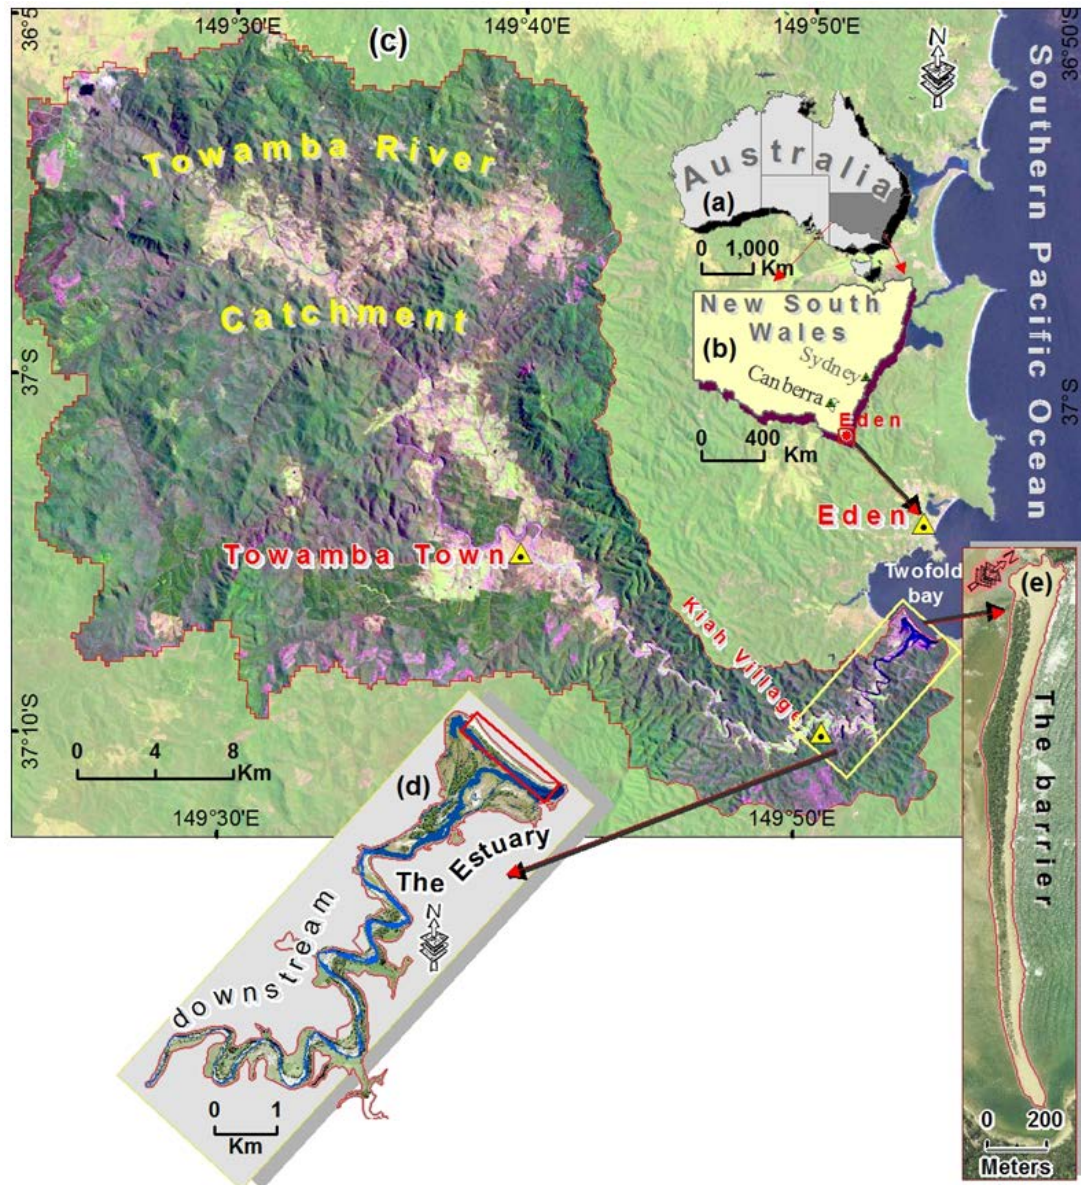 36°5
149°30'E
149°40'E
149°50'E
36°50'S
(c)
N
Southern Pacific Ocean
Towamba River
Catchment
Australia
(a)
0 1,000
Km
New South
Wales
(b)
Sydney
Canberra
Eden
0 400
Km
37°S
37°S
Eden
Towamba Town
Twofold
bay
Kiah Village
37°10'S
0 4 8
Km
149°30'E
149°50'E
(d)
The Estuary
N
downstream
0 1
Km
N
(e)
The barrier
0 200
Meters